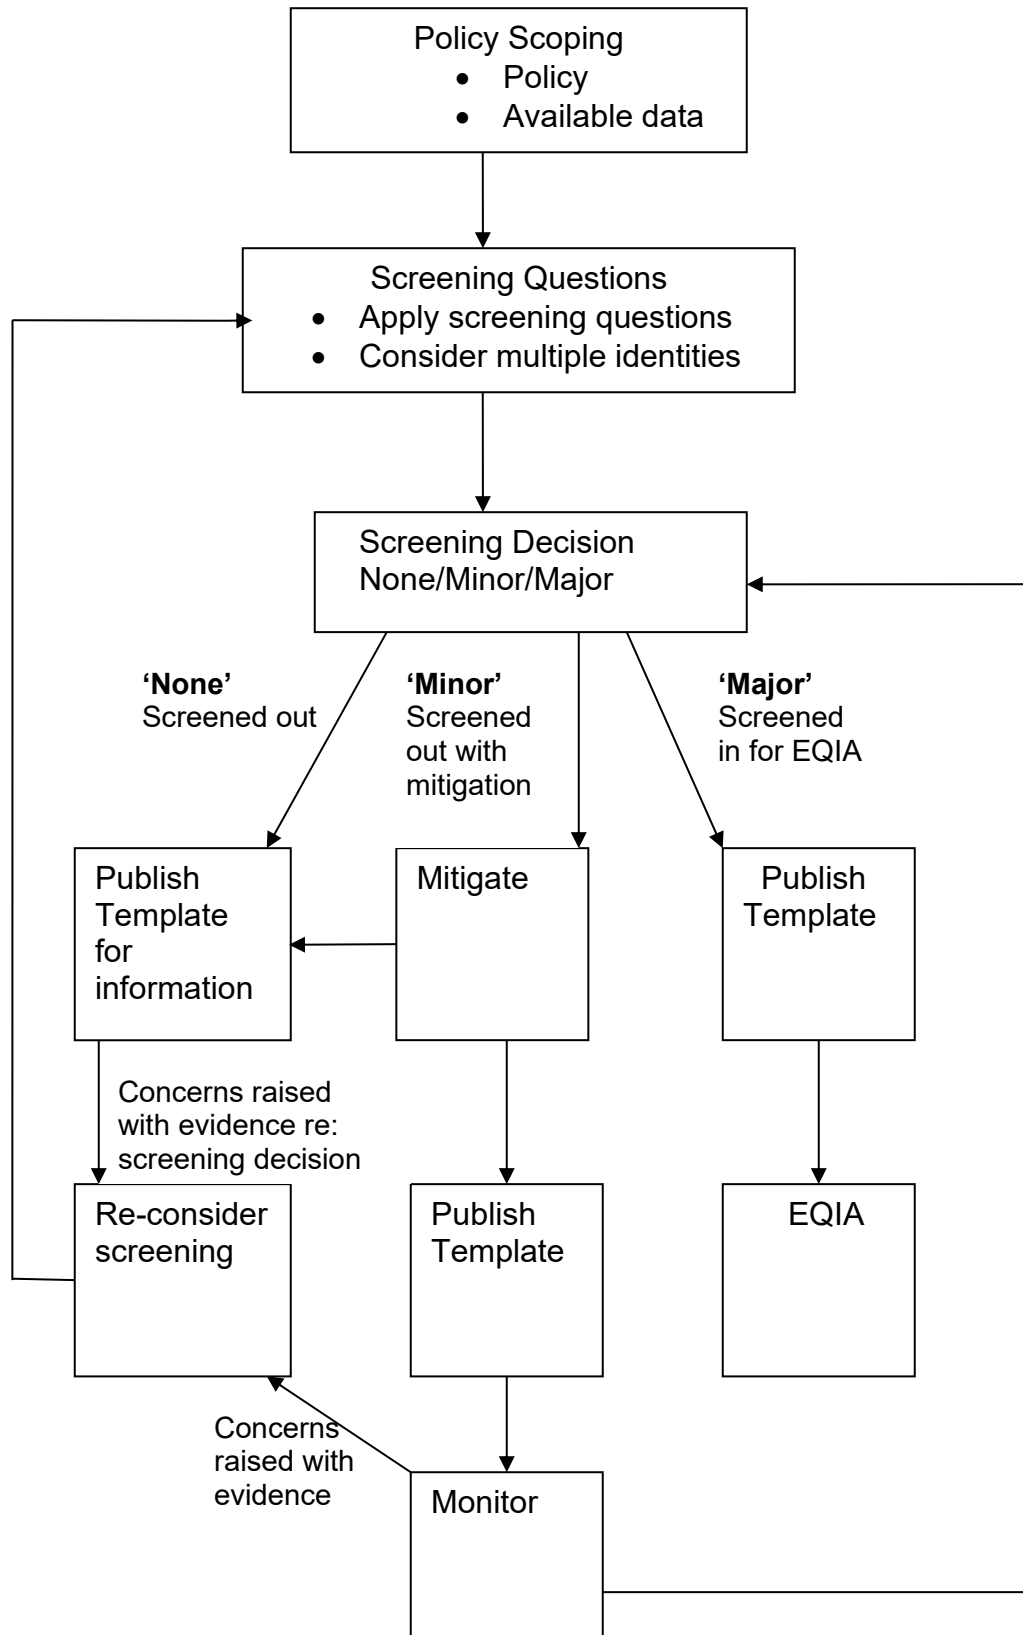 Policy Scoping
• Policy
• Available data
Screening Questions
• Apply screening questions
• Consider multiple identities
Screening Decision
None/Minor/Major
‘None’
Screened out
‘Minor’
Screened
out with
mitigation
‘Major’
Screened
in for EQIA
Publish
Template
for
information
Mitigate
Publish
Template
Concerns raised
with evidence re:
screening decision
Re-consider
screening
Publish
Template
EQIA
Concerns
raised with
evidence
Monitor